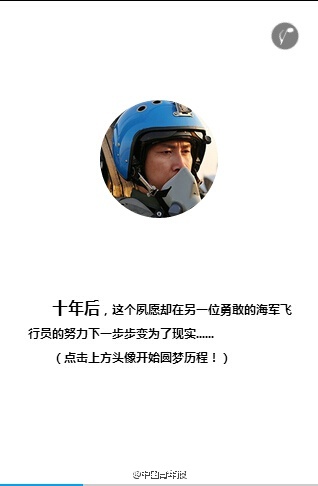 十年后，这个夙愿却在另一位勇敢的海军飞
行员的努力下一步步变为了现实......
（点击上方头像开始圆梦历程！）
@中国青年报